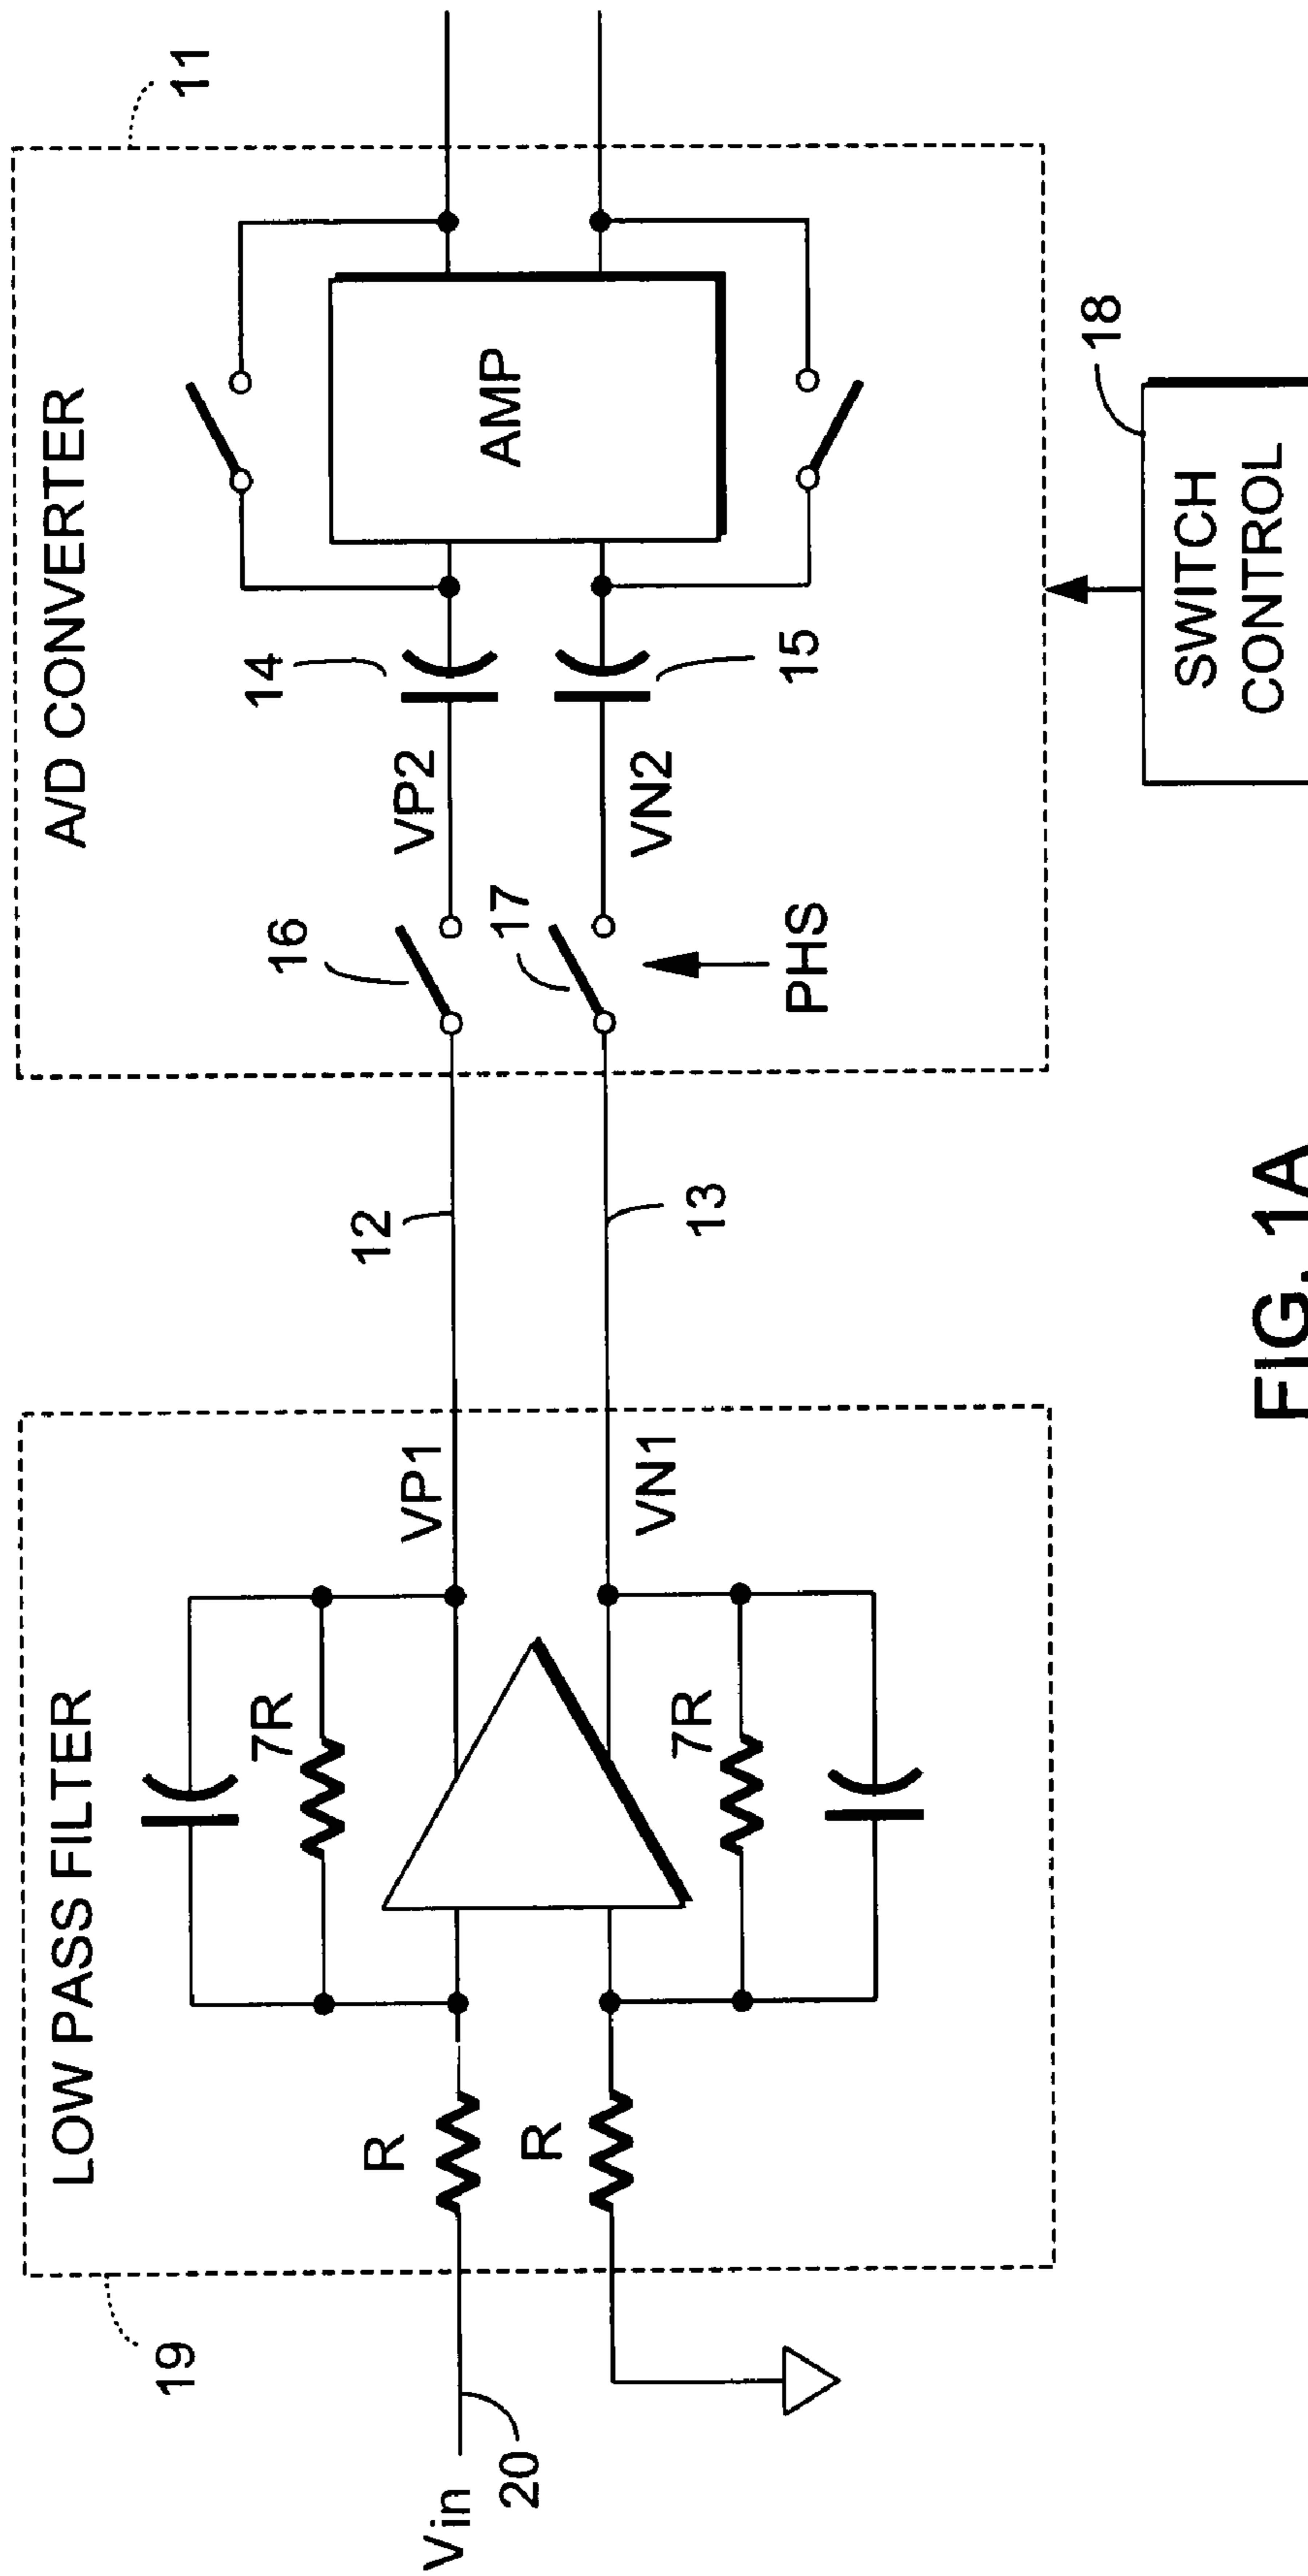 LOW PASS FILTER
A/D CONVERTER
11
19
Vin
20
R
R
7R
7R
VP1
VN1
12
13
16
17
PHS
VP2
VN2
14
15
AMP
18
SWITCH
CONTROL
FIG. 1A